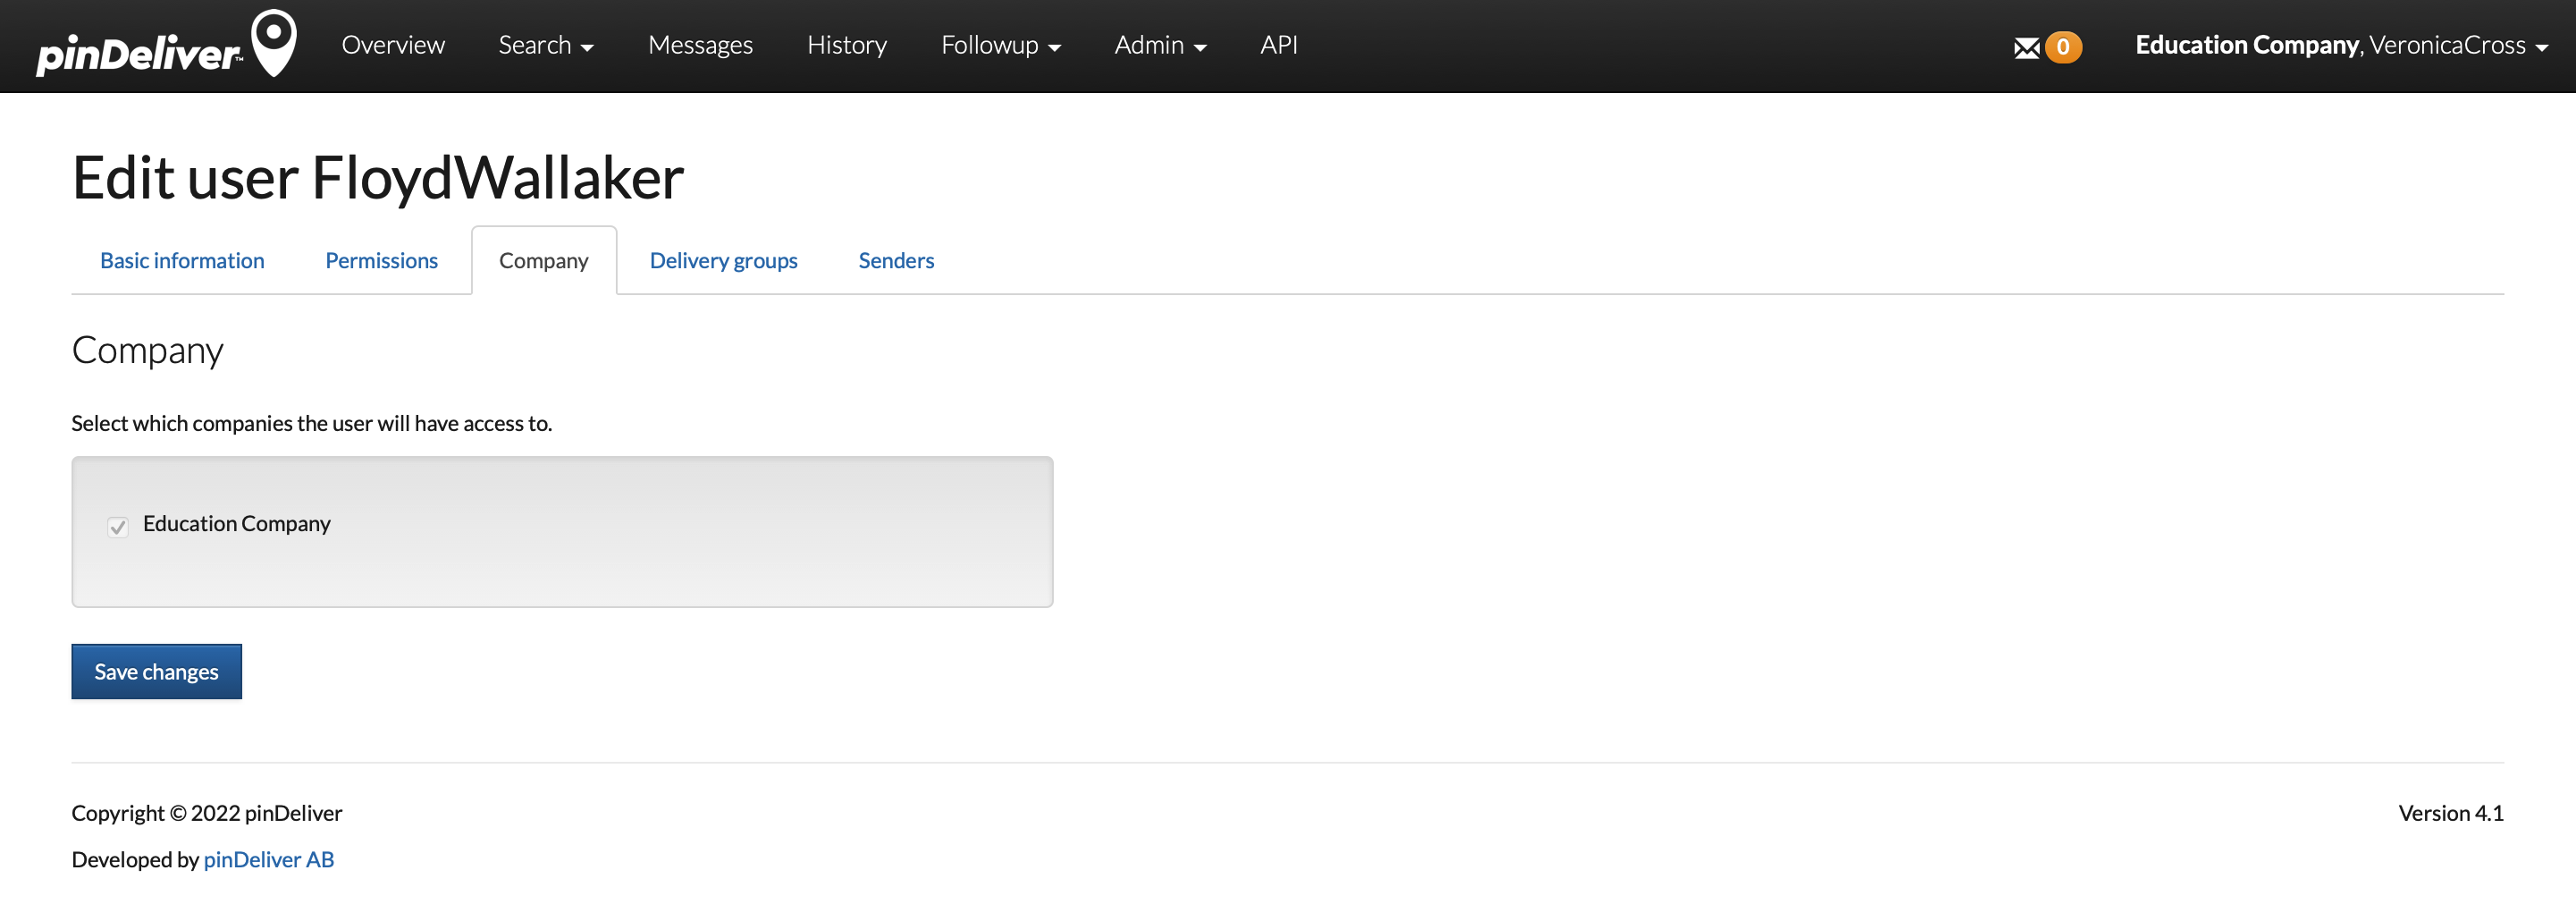 pinDeliver™ Overview Search Messages History Followup Admin API 0 Education Company, VeronicaCross
Edit user FloydWallaker
Basic information Permissions Company Delivery groups Senders
Company
Select which companies the user will have access to.
Education Company
Save changes
Copyright © 2022 pinDeliver Version 4.1
Developed by pinDeliver AB